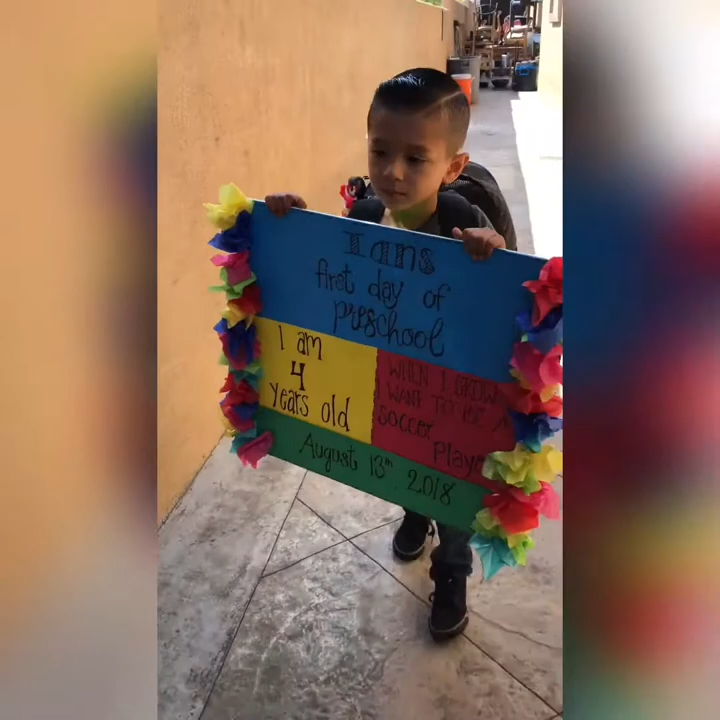 Ians
first day of
preschool
I am
4
years old
WHEN I GROW
I WANT TO BE A
SOCCER
Player
August 13th 2018